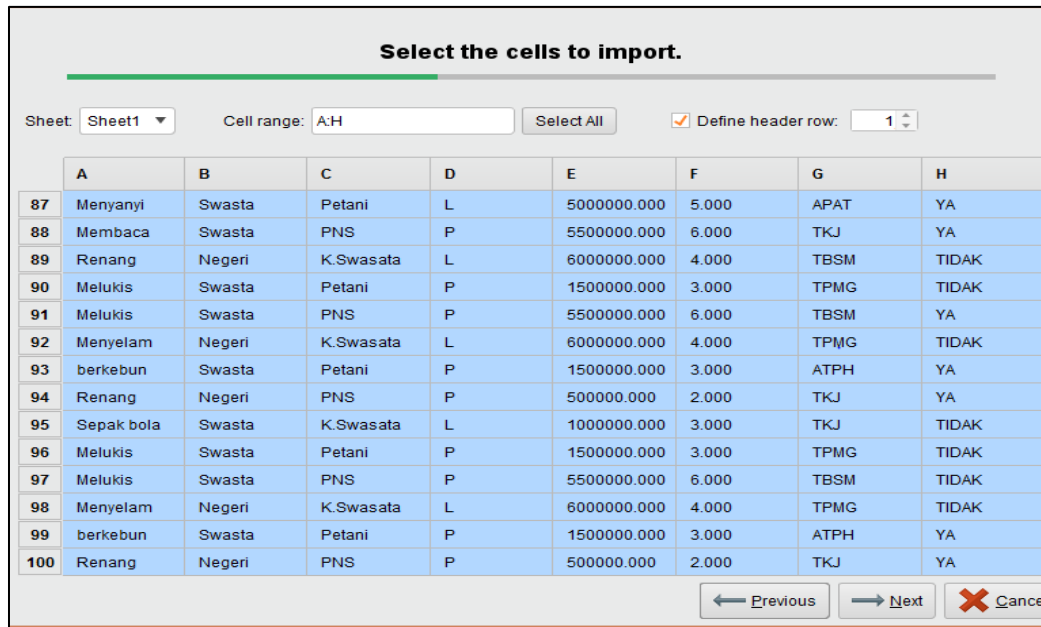 Select the cells to import.
Sheet: Sheet1 Cell range: A:H Select All Define header row: 1
A B C D E F G H
87 Menyanyi Swasta Petani L 5000000.000 5.000 APAT YA
88 Membaca Swasta PNS P 5500000.000 6.000 TKJ YA
89 Renang Negeri K.Swasata L 6000000.000 4.000 TBSM TIDAK
90 Melukis Swasta Petani P 1500000.000 3.000 TPMG TIDAK
91 Melukis Swasta PNS P 5500000.000 6.000 TBSM YA
92 Menyelam Negeri K.Swasata L 6000000.000 4.000 TPMG TIDAK
93 berkebun Swasta Petani P 1500000.000 3.000 ATPH YA
94 Renang Negeri PNS P 500000.000 2.000 TKJ YA
95 Sepak bola Swasta K.Swasata L 1000000.000 3.000 TKJ TIDAK
96 Melukis Swasta Petani P 1500000.000 3.000 TPMG TIDAK
97 Melukis Swasta PNS P 5500000.000 6.000 TBSM TIDAK
98 Menyelam Negeri K.Swasata L 6000000.000 4.000 TPMG TIDAK
99 berkebun Swasta Petani P 1500000.000 3.000 ATPH YA
100 Renang Negeri PNS P 500000.000 2.000 TKJ YA
Previous Next Cance